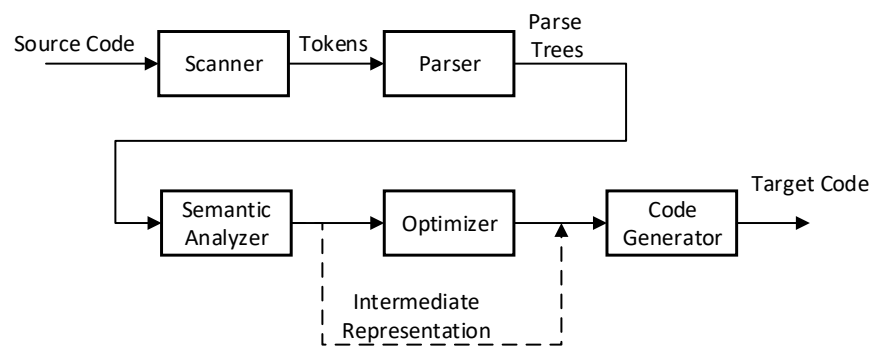 Source Code
Scanner
Tokens
Parser
Parse
Trees
Semantic
Analyzer
Optimizer
Code
Generator
Target Code
Intermediate
Representation